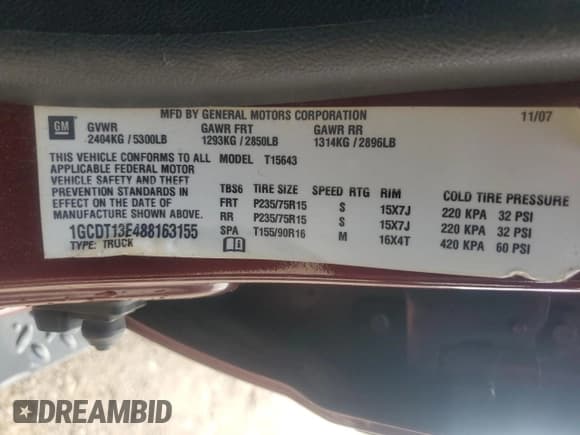 MFD BY GENERAL MOTORS CORPORATION 11/07
GM GVWR GAWR FRT GAWR RR
2404KG / 5300LB 1293KG / 2850LB 1314KG / 2896LB
THIS VEHICLE CONFORMS TO ALL
APPLICABLE FEDERAL MOTOR
VEHICLE SAFETY AND THEFT
PREVENTION STANDARDS
IN EFFECT ON THE DATE OF
MANUFACTURE SHOWN ABOVE.
1GCDT13E488163155
TYPE: TRUCK
MODEL T15643
TBS6 TIRE SIZE SPEED RTG RIM COLD TIRE PRESSURE
FRT P235/75R15 S 15X7J 220 KPA 32 PSI
RR P235/75R15 S 15X7J 220 KPA 32 PSI
SPA T155/90R16 M 16X4T 420 KPA 60 PSI
DREAMBID